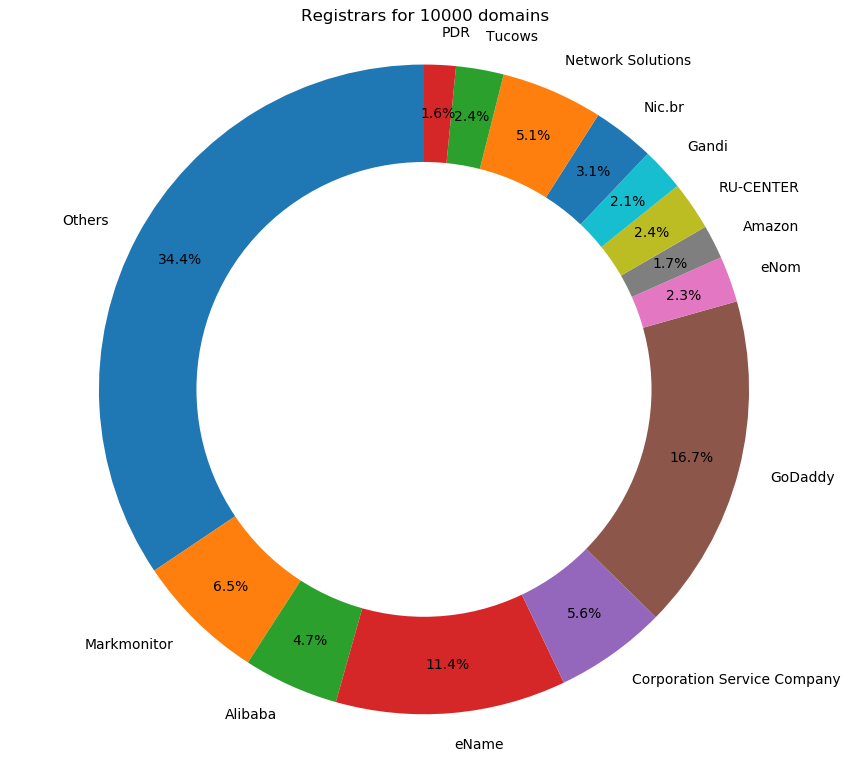 Registrars for 10000 domains
PDR
1.6%
Tucows
2.4%
Network Solutions
5.1%
Nic.br
3.1%
Gandi
2.1%
RU-CENTER
2.4%
Amazon
1.7%
eNom
2.3%
GoDaddy
16.7%
Corporation Service Company
5.6%
eName
11.4%
Alibaba
4.7%
Markmonitor
6.5%
Others
34.4%